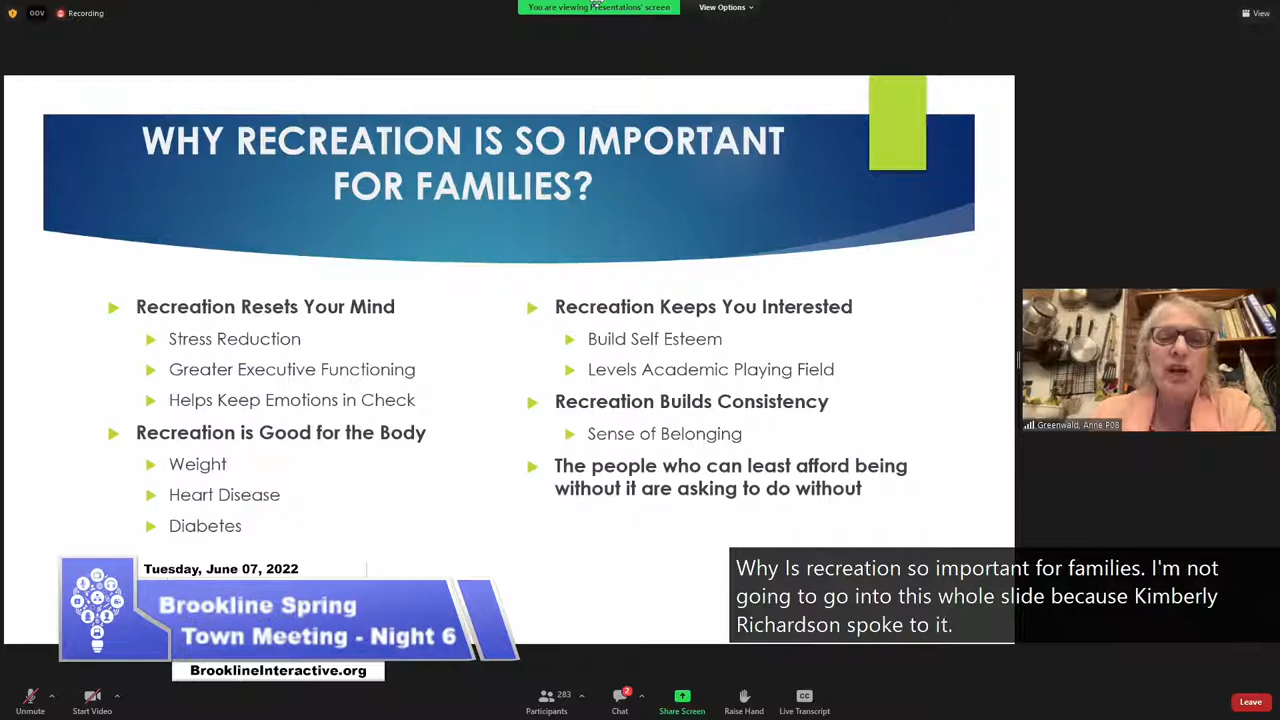 GOV
Recording
You are viewing Presentations' screen
View Options
View
WHY RECREATION IS SO IMPORTANT
FOR FAMILIES?
Recreation Resets Your Mind
Stress Reduction
Greater Executive Functioning
Helps Keep Emotions in Check
Recreation is Good for the Body
Weight
Heart Disease
Diabetes
Recreation Keeps You Interested
Build Self Esteem
Levels Academic Playing Field
Recreation Builds Consistency
Sense of Belonging
The people who can least afford being
without it are asking to do without
Greenwald, Anne P08
Tuesday, June 07, 2022
Brookline Spring
Town Meeting - Night 6
BrooklineInteractive.org
Why Is recreation so important for families. I'm not
going to go into this whole slide because Kimberly
Richardson spoke to it.
Unmute
Start Video
283
Participants
2
Chat
Share Screen
Raise Hand
CC
Live Transcript
Leave